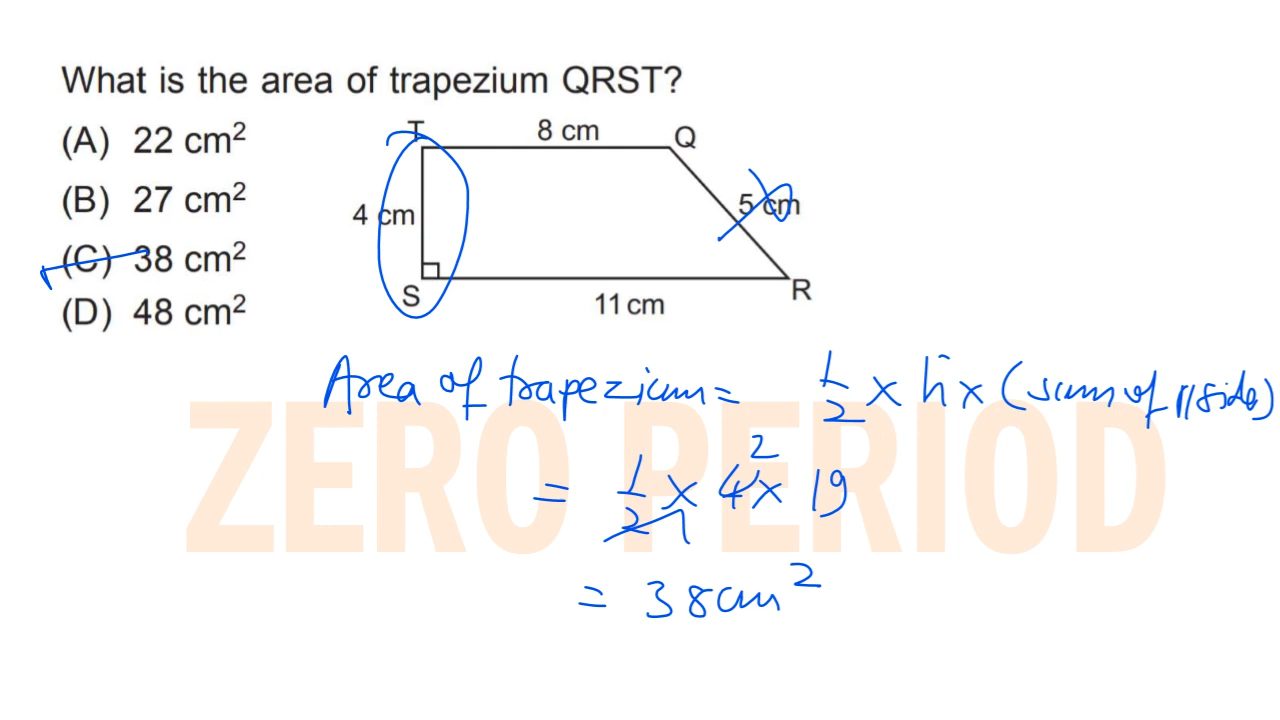 What is the area of trapezium QRST?
(A) 22 cm²
(B) 27 cm²
(C) 38 cm²
(D) 48 cm²
T
8 cm
Q
4 cm
5 cm
S
11 cm
R
Area of trapezium = 1/2 × h × (sum of // side)
= 1/2 × 4 × 19
2
1
= 38 cm²
ZERO PERIOD